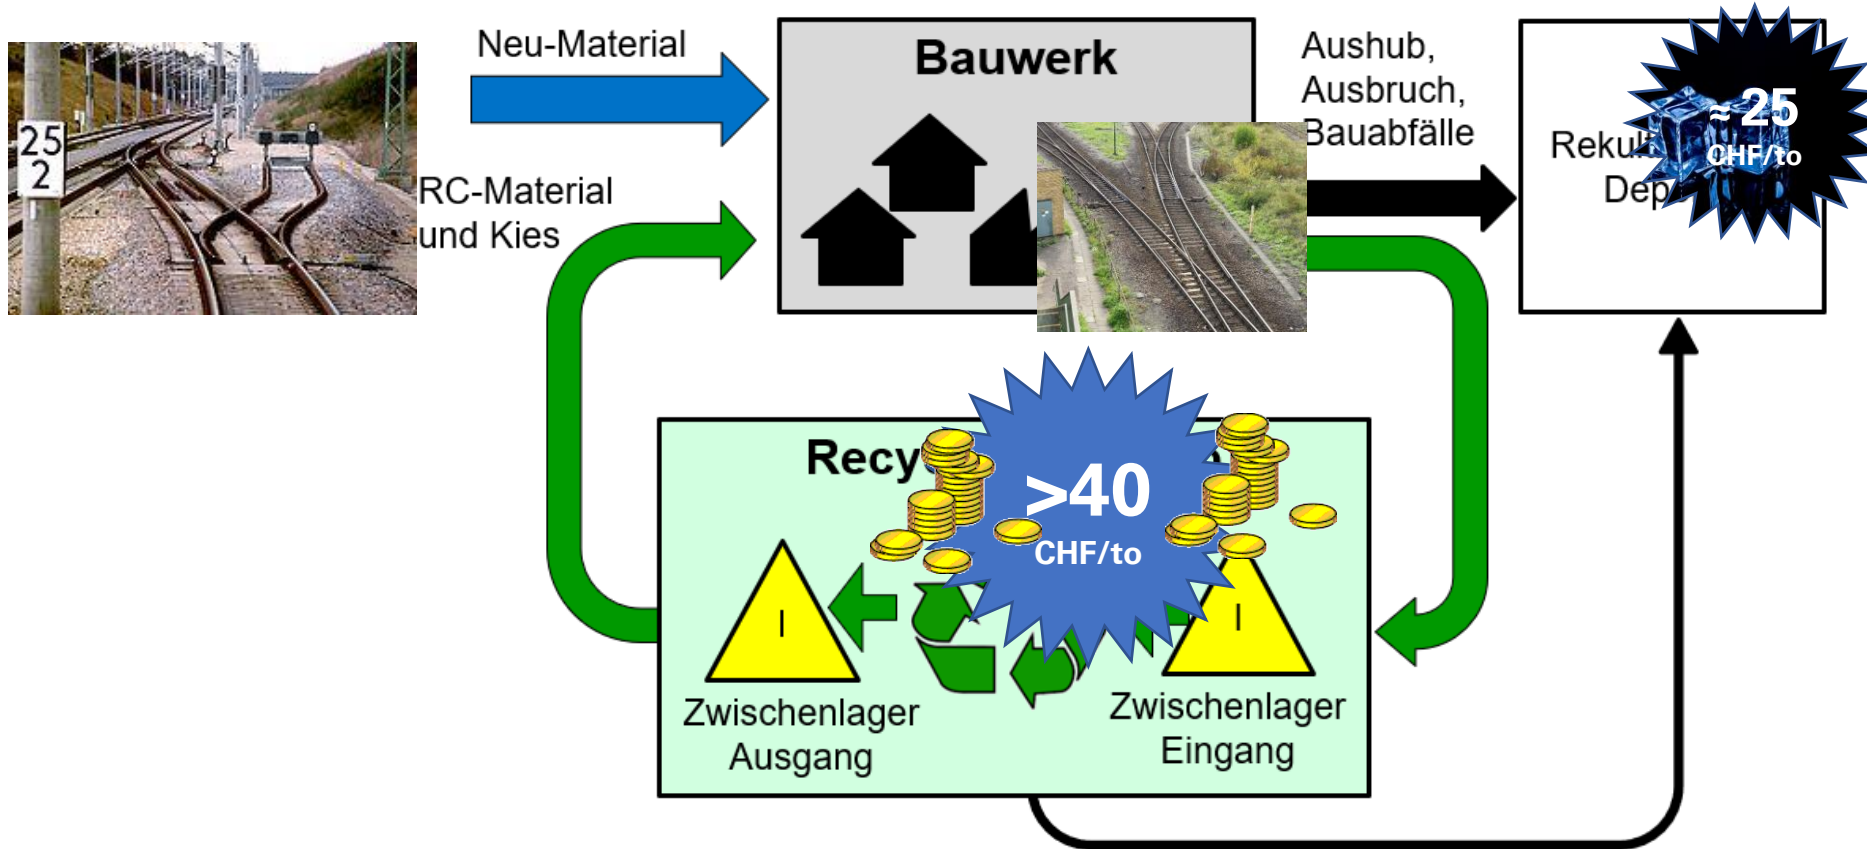 25
2
Neu-Material
RC-Material
und Kies
Bauwerk
Aushub,
Ausbruch,
Bauabfälle
≈ 25
CHF/to
>40
CHF/to
I
I
Zwischenlager
Ausgang
Zwischenlager
Eingang